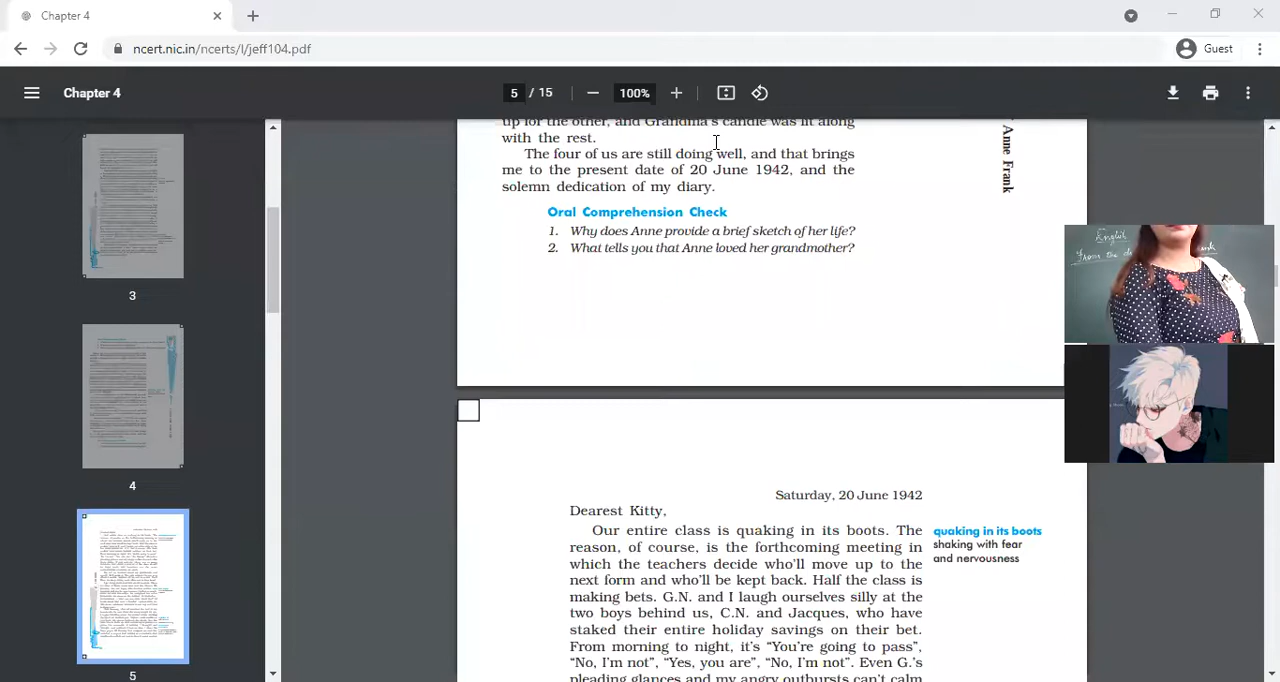 Chapter 4
ncert.nic.in/ncerts/l/jeff104.pdf
Guest
Chapter 4
5 / 15
100%
up for the other, and Grandma's candle was lit along
with the rest.
The four of us are still doing well, and that brings
me to the present date of 20 June 1942, and the
solemn dedication of my diary.
Anne Frank
Oral Comprehension Check
1. Why does Anne provide a brief sketch of her life?
2. What tells you that Anne loved her grandmother?
English
From the
3
4
5
Saturday, 20 June 1942
Dearest Kitty,
Our entire class is quaking in its boots. The
reason, of course, is the forthcoming meeting in
which the teachers decide who'll move up to the
next form and who'll be kept back. Half the class is
making bets. G.N. and I laugh ourselves silly at the
two boys behind us, C.N. and Jacques, who have
staked their entire holiday savings on their bet.
From morning to night, it's “You're going to pass”,
“No, I'm not”, “Yes, you are”, “No, I'm not”. Even G.'s
pleading glances and my angry outbursts can't calm
quaking in its boots
shaking with fear
and nervousness